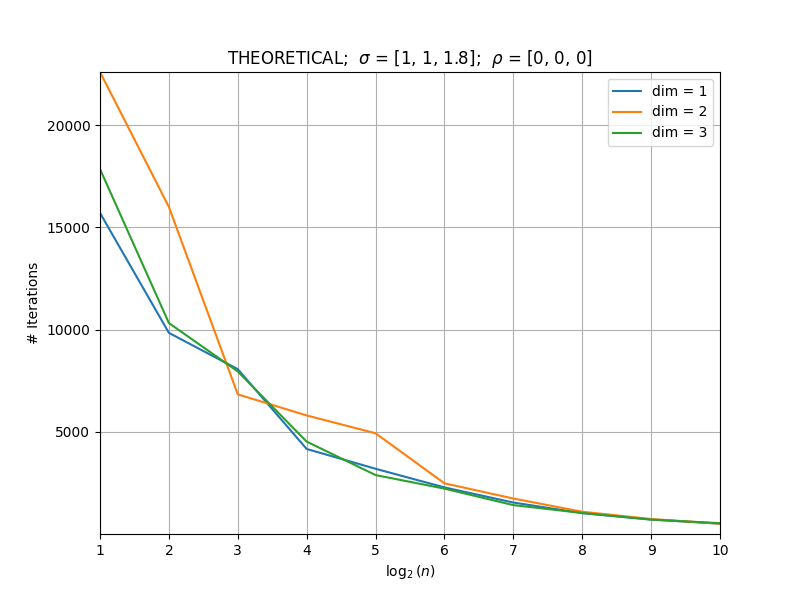 THEORETICAL; σ = [1, 1, 1.8]; ρ = [0, 0, 0]
dim = 1
dim = 2
dim = 3
20000
15000
10000
5000
# Iterations
1 2 3 4 5 6 7 8 9 10
log₂(n)